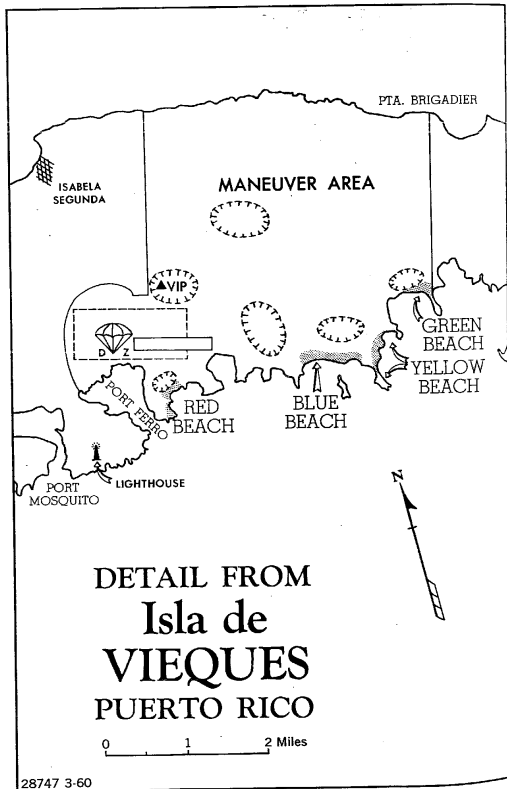 PTA. BRIGADIER
ISABELA
SEGUNDA
MANEUVER AREA
VIP
D Z
GREEN
BEACH
YELLOW
BEACH
BLUE
BEACH
RED
BEACH
PORT FERRO
LIGHTHOUSE
PORT
MOSQUITO
N
DETAIL FROM
Isla de
VIEQUES
PUERTO RICO
0 1 2 Miles
28747 3-60